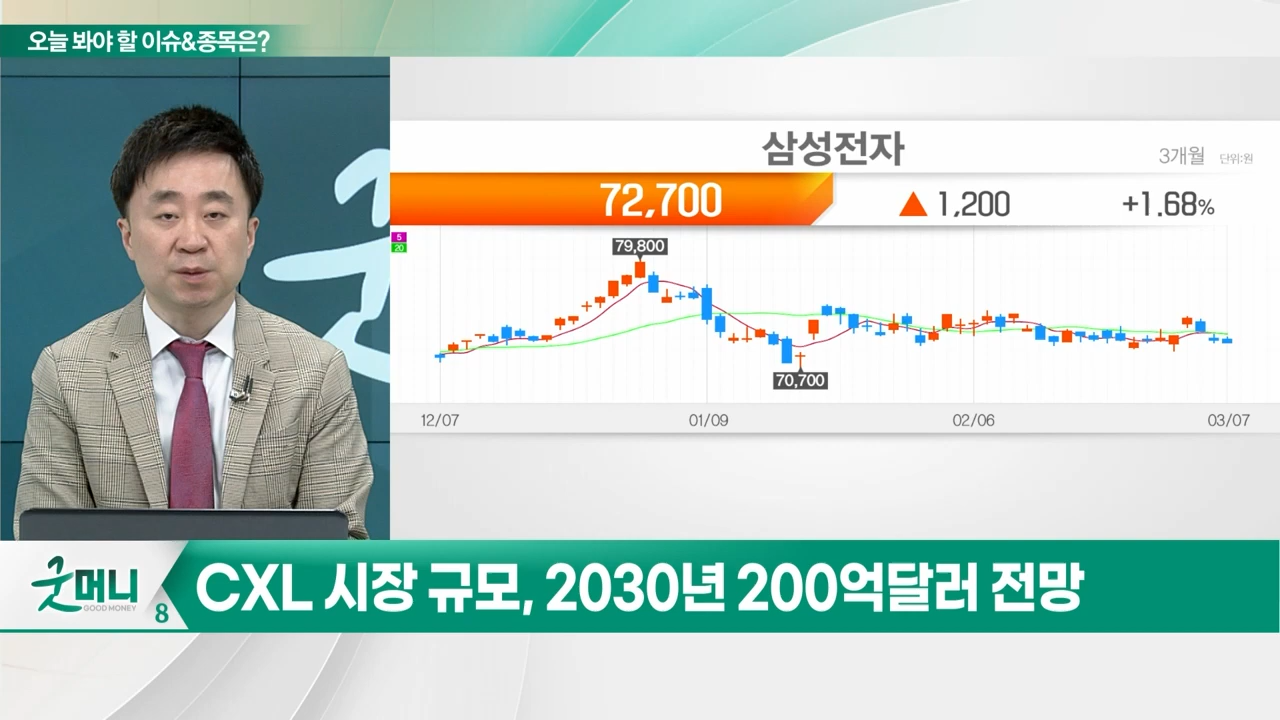 오늘 봐야 할 이슈&종목은?
삼성전자
3개월 단위:원
72,700 ▲ 1,200 +1.68%
5
20
79,800
70,700
12/07 01/09 02/06 03/07
굿머니
GOOD MONEY
8
CXL 시장 규모, 2030년 200억달러 전망